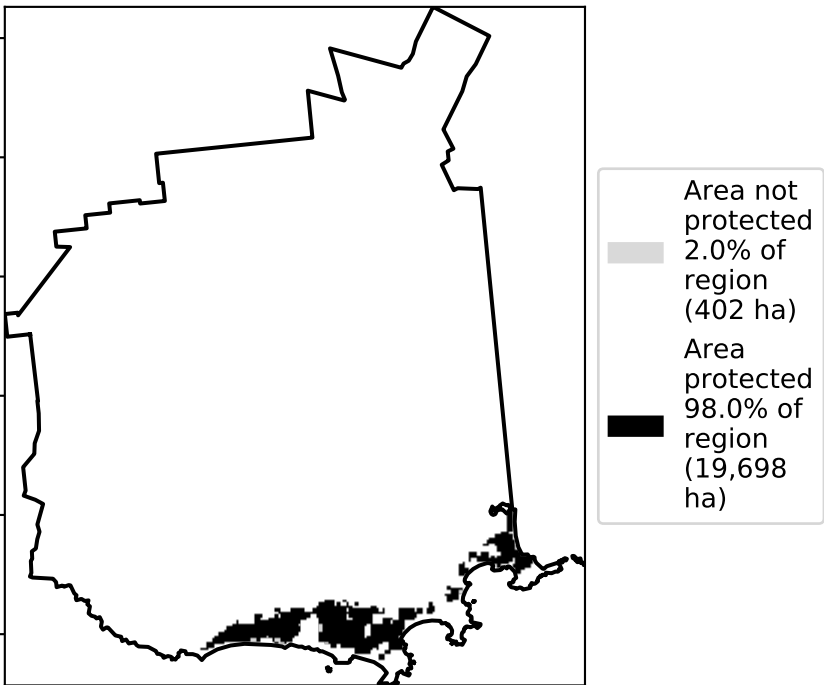 Area not
protected
2.0% of
region
(402 ha)
Area
protected
98.0% of
region
(19,698
ha)